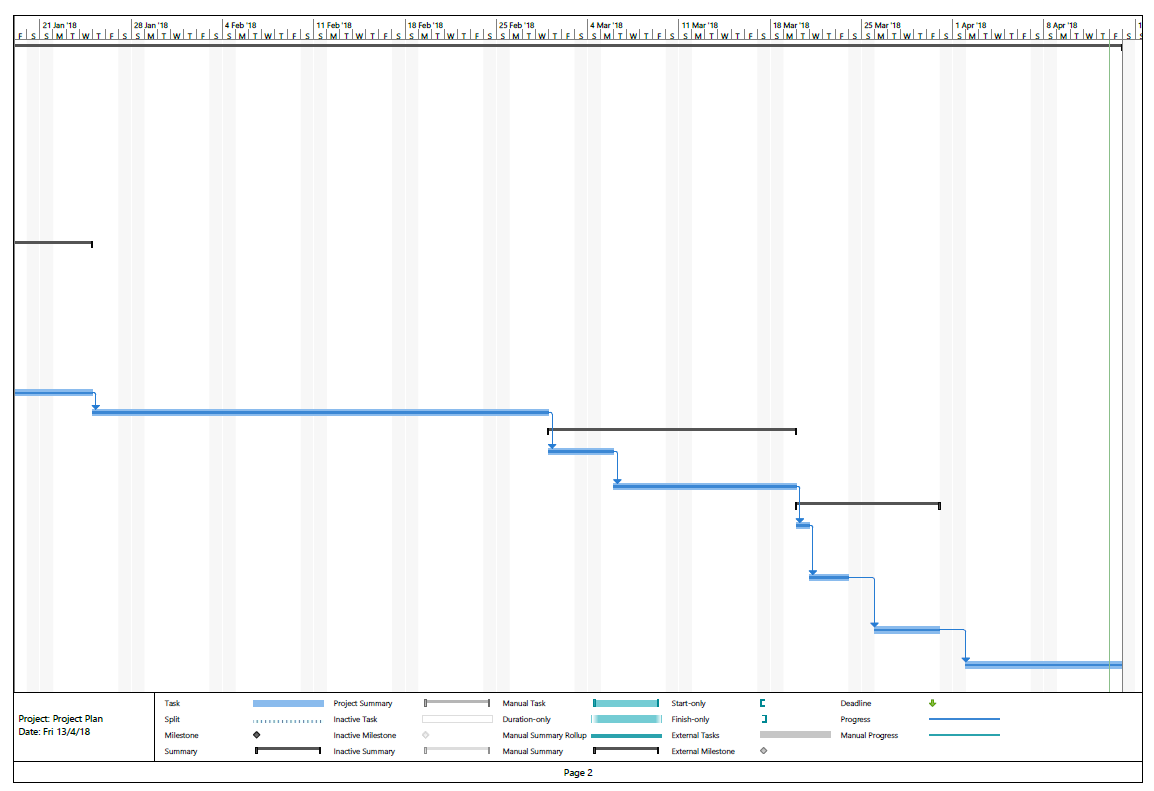 21 Jan '18 28 Jan '18 4 Feb '18 11 Feb '18 18 Feb '18 25 Feb '18 4 Mar '18 11 Mar '18 18 Mar '18 25 Mar '18 1 Apr '18 8 Apr '18
F S S M T W T F S S M T W T F S S M T W T F S S M T W T F S S M T W T F S S M T W T F S S M T W T F S S M T W T F S S M T W T F S S M T W T F S S M T W T F S S M T W T F S
Project: Project Plan
Date: Fri 13/4/18
Task Project Summary Manual Task Start-only Deadline
Split Inactive Task Duration-only Finish-only Progress
Milestone Inactive Milestone Manual Summary Rollup External Tasks Manual Progress
Summary Inactive Summary Manual Summary External Milestone
Page 2